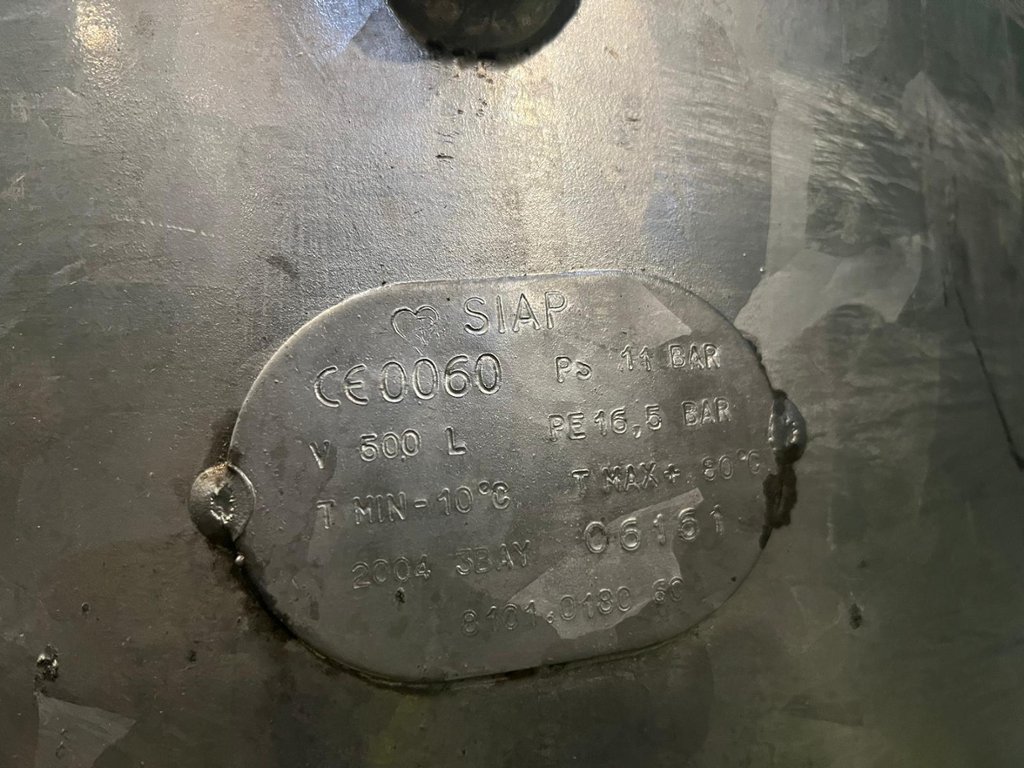 SIAP
CE0060 PS 11 BAR
V 500 L PE 16,5 BAR
T MIN-10°C T MAX+ 80°C
2004 3BAY 06151
8101.0180 60